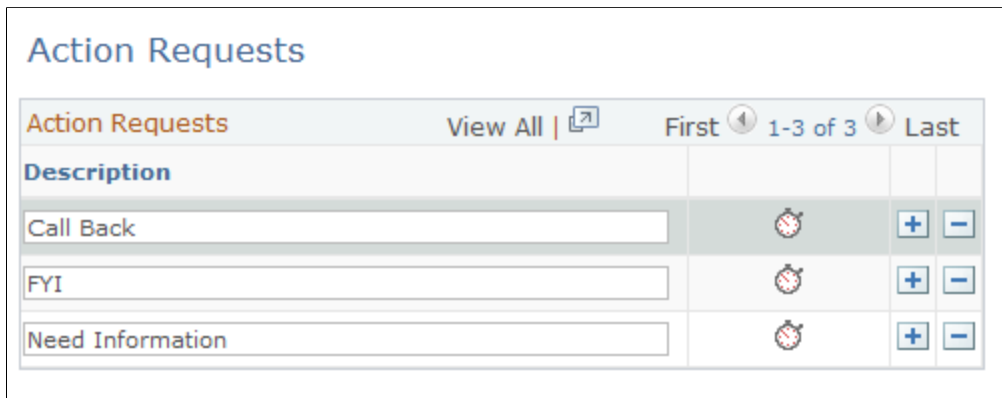 Action Requests
Action Requests View All | First 1-3 of 3 Last
Description
Call Back
FYI
Need Information